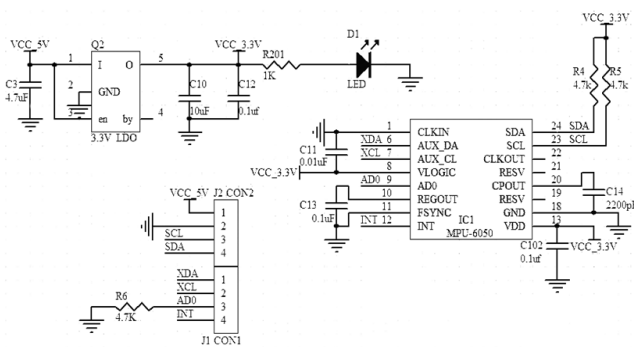 VCC_5V
Q2
VCC_3.3V
1 I O 5
C3
4.7uF
2 GND
3 en by 4
3.3V LDO
C10
10uF
C12
0.1uf
R201
1K
D1
LED
VCC_3.3V
R4
4.7k
R5
4.7k
1 CLKIN SDA 24 SDA
XDA 6 AUX_DA SCL 23 SCL
XCL 7 AUX_CL CLKOUT 22
VCC_3.3V 8 VLOGIC RESV 21
AD0 9 AD0 CPOUT 20
10 REGOUT RESV 19
11 FSYNC GND 18
INT 12 INT VDD 13
IC1
MPU-6050
C11
0.01uF
C13
0.1uF
C14
2200pF
C102
0.1uf
VCC_3.3V
VCC_5V J2 CON2
1
2
SCL 3
SDA 4
XDA 1
XCL 2
AD0 3
INT 4
J1 CON1
R6
4.7K